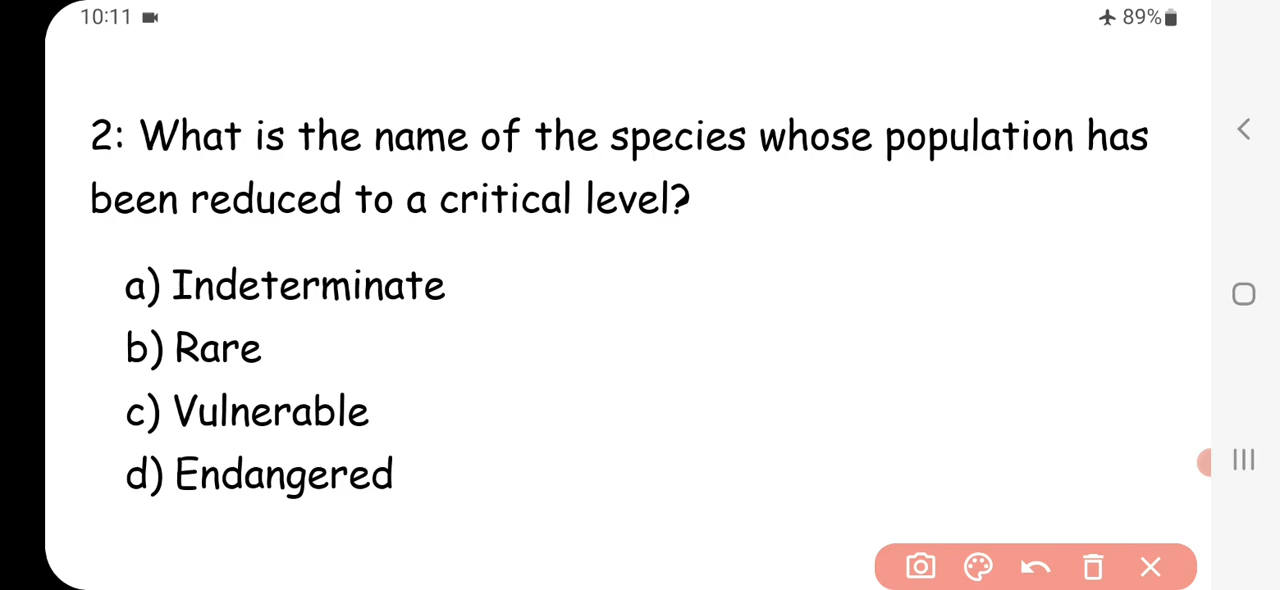 10:11
89%
2: What is the name of the species whose population has
been reduced to a critical level?
a) Indeterminate
b) Rare
c) Vulnerable
d) Endangered